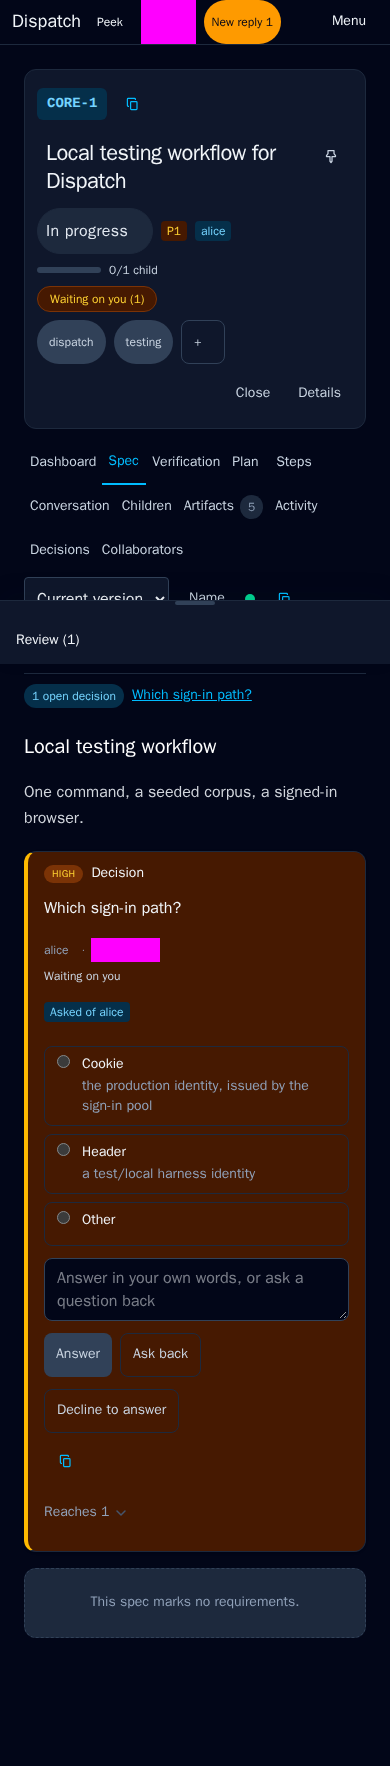 Dispatch
Peek
New reply 1
Menu
CORE-1
Local testing workflow for
Dispatch
In progress
P1
alice
0/1 child
Waiting on you (1)
dispatch
testing
+
Close
Details
Dashboard
Spec
Verification
Plan
Steps
Conversation
Children
Artifacts 5
Activity
Decisions
Collaborators
Current version
Name
Review (1)
1 open decision
Which sign-in path?
Local testing workflow
One command, a seeded corpus, a signed-in
browser.
HIGH
Decision
Which sign-in path?
alice ·
Waiting on you
Asked of alice
Cookie
the production identity, issued by the
sign-in pool
Header
a test/local harness identity
Other
Answer in your own words, or ask a
question back
Answer
Ask back
Decline to answer
Reaches 1
This spec marks no requirements.